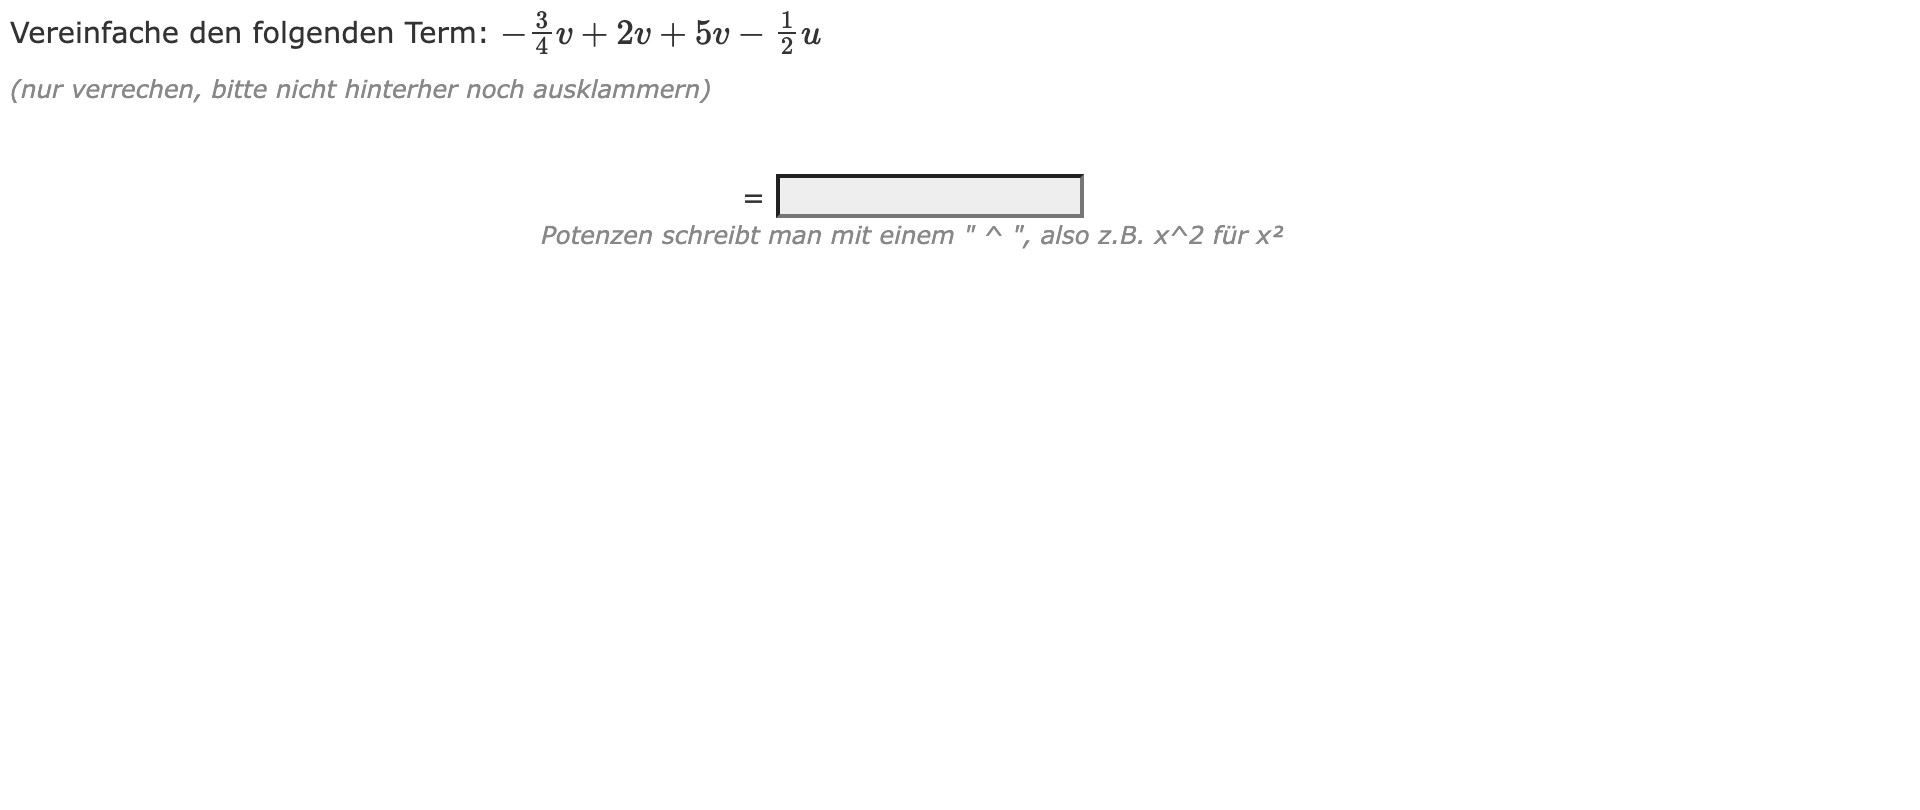 Vereinfache den folgenden Term: $-\frac{3}{4}v + 2v + 5v - \frac{1}{2}u$
(nur verrechen, bitte nicht hinterher noch ausklammern)
=
Potenzen schreibt man mit einem " ^ ", also z.B. x^2 für x²